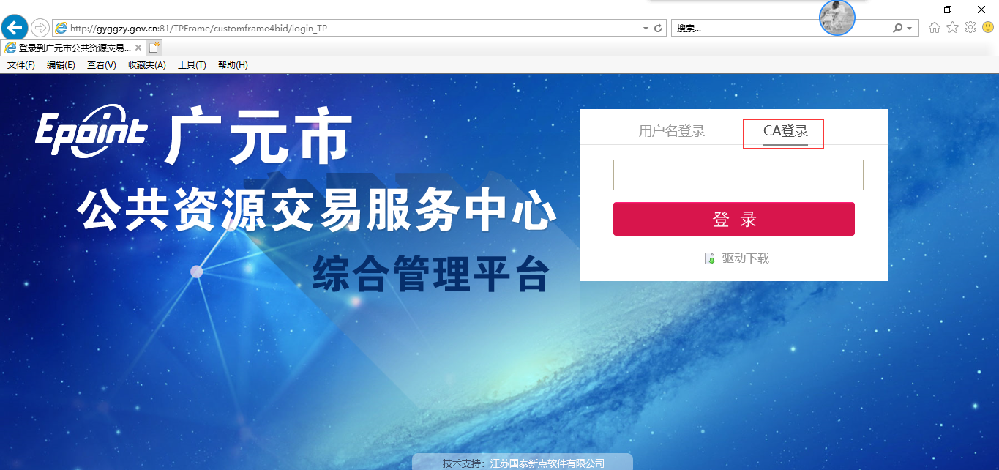 http://gyggzy.gov.cn:81/TPFrame/customframe4bid/login_TP
搜索...
登录到广元市公共资源交易...
文件(F) 编辑(E) 查看(V) 收藏夹(A) 工具(T) 帮助(H)
Epoint 广元市
公共资源交易服务中心
综合管理平台
用户名登录 CA登录
登 录
驱动下载
技术支持：江苏国泰新点软件有限公司